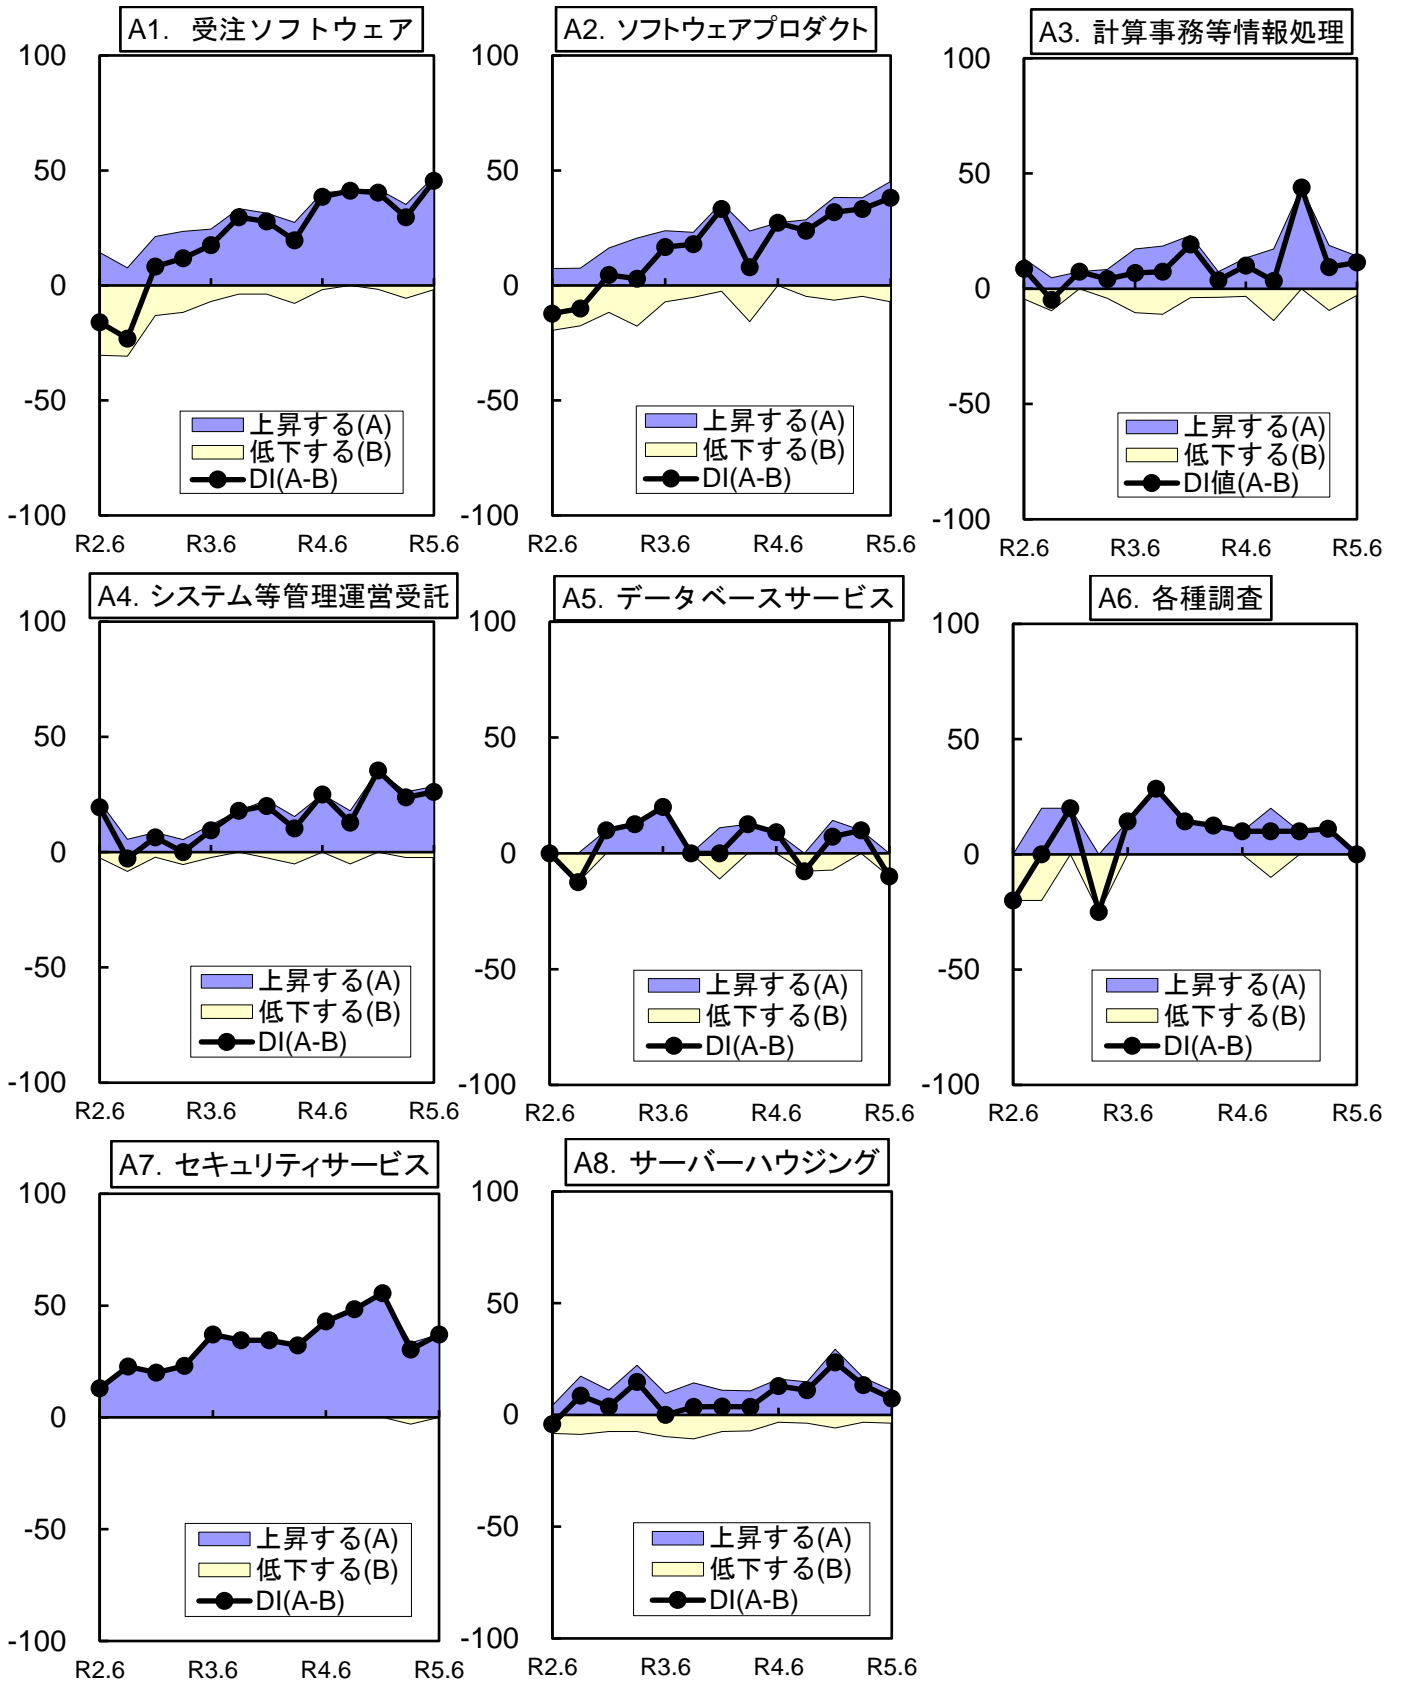 A1. 受注ソフトウェア
100
50
0
-50
-100
上昇する(A)
低下する(B)
DI(A-B)
R2.6 R3.6 R4.6 R5.6
A2. ソフトウェアプロダクト
100
50
0
-50
-100
上昇する(A)
低下する(B)
DI(A-B)
R2.6 R3.6 R4.6 R5.6
A3. 計算事務等情報処理
100
50
0
-50
-100
上昇する(A)
低下する(B)
DI値(A-B)
R2.6 R3.6 R4.6 R5.6
A4. システム等管理運営受託
100
50
0
-50
-100
上昇する(A)
低下する(B)
DI(A-B)
R2.6 R3.6 R4.6 R5.6
A5. データベースサービス
100
50
0
-50
-100
上昇する(A)
低下する(B)
DI(A-B)
R2.6 R3.6 R4.6 R5.6
A6. 各種調査
100
50
0
-50
-100
上昇する(A)
低下する(B)
DI(A-B)
R2.6 R3.6 R4.6 R5.6
A7. セキュリティサービス
100
50
0
-50
-100
上昇する(A)
低下する(B)
DI(A-B)
R2.6 R3.6 R4.6 R5.6
A8. サーバーハウジング
100
50
0
-50
-100
上昇する(A)
低下する(B)
DI(A-B)
R2.6 R3.6 R4.6 R5.6